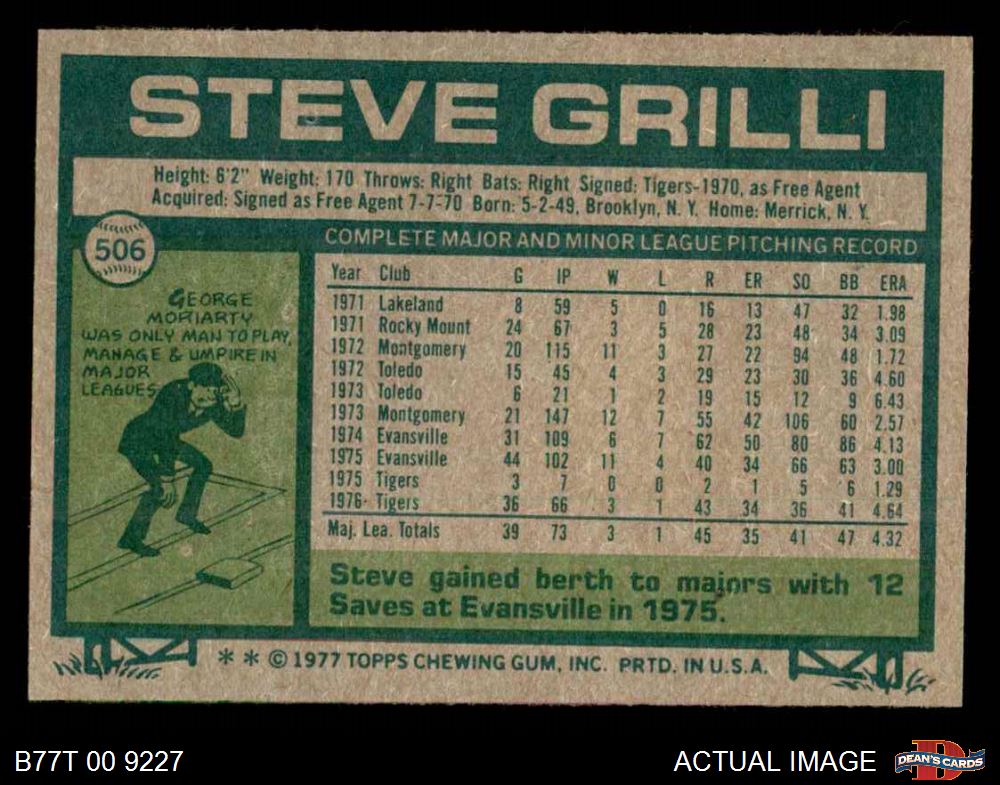 STEVE GRILLI
Height: 6'2" Weight: 170 Throws: Right Bats: Right Signed: Tigers-1970, as Free Agent
Acquired: Signed as Free Agent 7-7-70 Born: 5-2-49, Brooklyn, N. Y. Home: Merrick, N. Y.
506
GEORGE
MORIARTY
WAS ONLY MAN TO PLAY,
MANAGE & UMPIRE IN
MAJOR
LEAGUES
COMPLETE MAJOR AND MINOR LEAGUE PITCHING RECORD
Year Club G IP W L R ER SO BB ERA
1971 Lakeland 8 59 5 0 16 13 47 32 1.98
1971 Rocky Mount 24 67 3 5 28 23 48 34 3.09
1972 Montgomery 20 115 11 3 27 22 94 48 1.72
1972 Toledo 15 45 4 3 29 23 30 36 4.60
1973 Toledo 6 21 1 2 19 15 12 9 6.43
1973 Montgomery 21 147 12 7 55 42 106 60 2.57
1974 Evansville 31 109 6 7 62 50 80 86 4.13
1975 Evansville 44 102 11 4 40 34 66 63 3.00
1975 Tigers 3 7 0 0 2 1 5 6 1.29
1976 Tigers 36 66 3 1 43 34 36 41 4.64
Maj. Lea. Totals 39 73 3 1 45 35 41 47 4.32
Steve gained berth to majors with 12
Saves at Evansville in 1975.
* * © 1977 TOPPS CHEWING GUM, INC. PRTD. IN U.S.A.
B77T 00 9227
ACTUAL IMAGE
D
DEAN'S CARDS